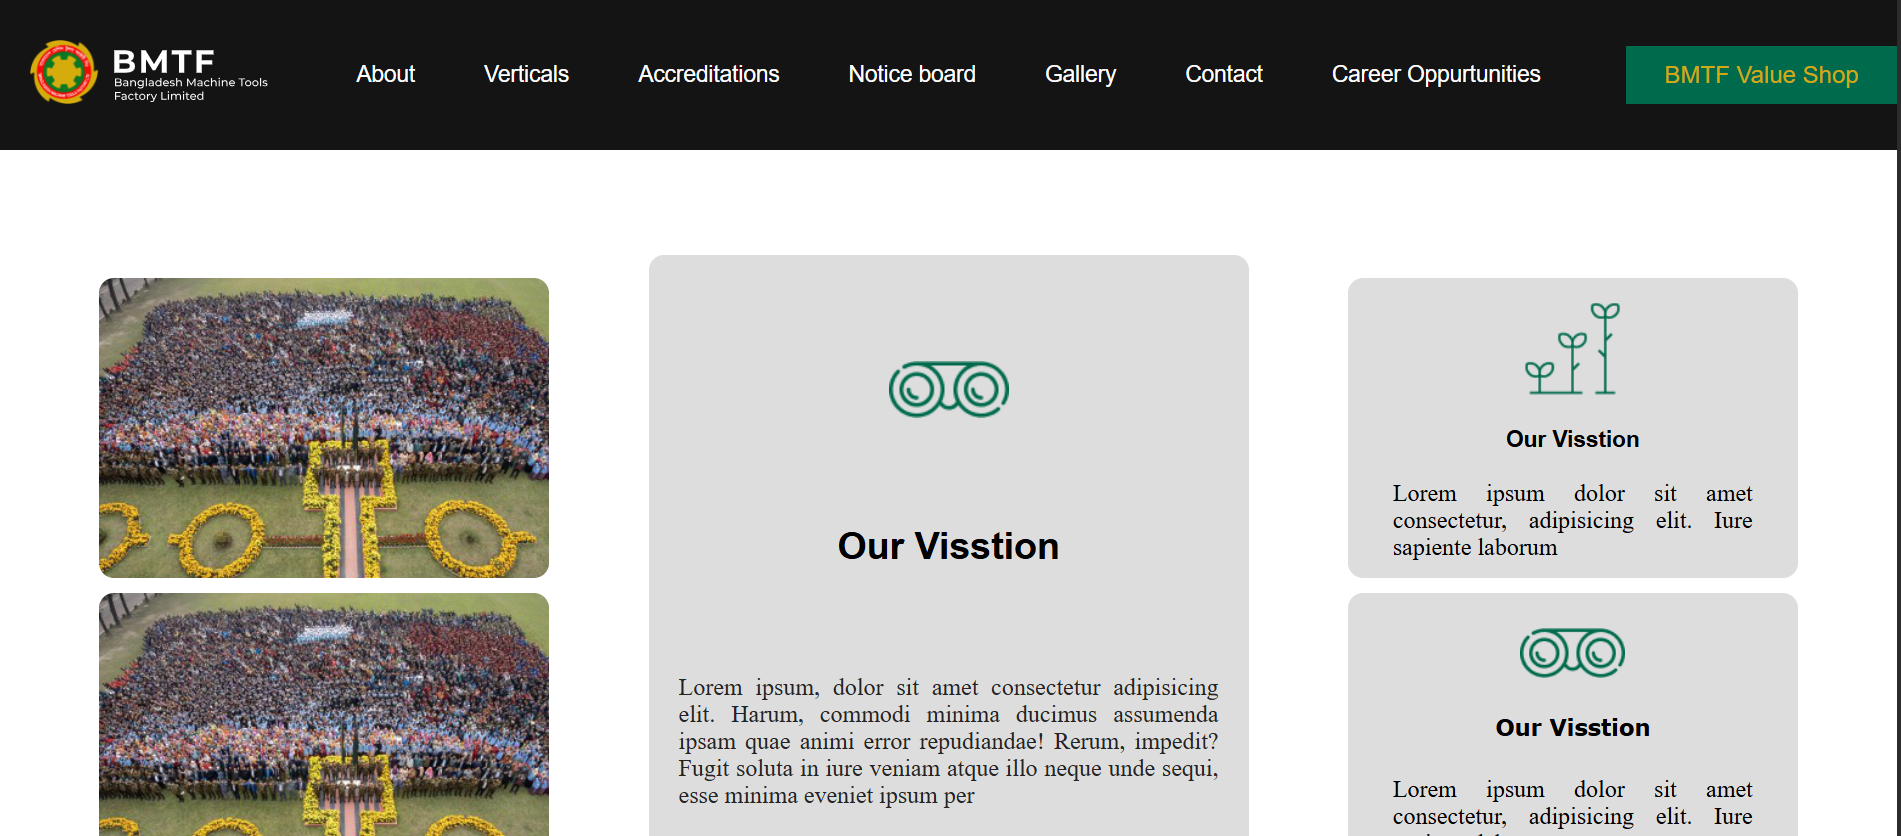 BMTF
Bangladesh Machine Tools
Factory Limited
About
Verticals
Accreditations
Notice board
Gallery
Contact
Career Oppurtunities
BMTF Value Shop
Our Visstion
Lorem ipsum, dolor sit amet consectetur adipisicing
elit. Harum, commodi minima ducimus assumenda
ipsam quae animi error repudiandae! Rerum, impedit?
Fugit soluta in iure veniam atque illo neque unde sequi,
esse minima eveniet ipsum per
Our Visstion
Lorem ipsum dolor sit amet
consectetur, adipisicing elit. Iure
sapiente laborum
Our Visstion
Lorem ipsum dolor sit amet
consectetur, adipisicing elit. Iure